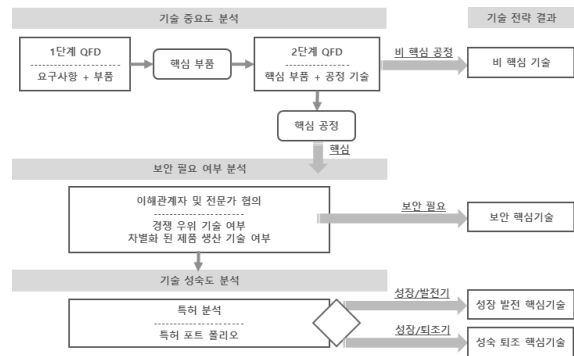 기술 중요도 분석
기술 전략 결과
1단계 QFD
요구사항 + 부품
핵심 부품
2단계 QFD
핵심 부품 + 공정 기술
비 핵심 공정
비 핵심 기술
핵심 공정
핵심
보안 필요 여부 분석
이해관계자 및 전문가 협의
경쟁 우위 기술 여부
차별화 된 제품 생산 기술 여부
보안 필요
보안 핵심기술
기술 성숙도 분석
특허 분석
특허 포트 폴리오
성장/발전기
성장 발전 핵심기술
성장/퇴조기
성숙 퇴조 핵심기술